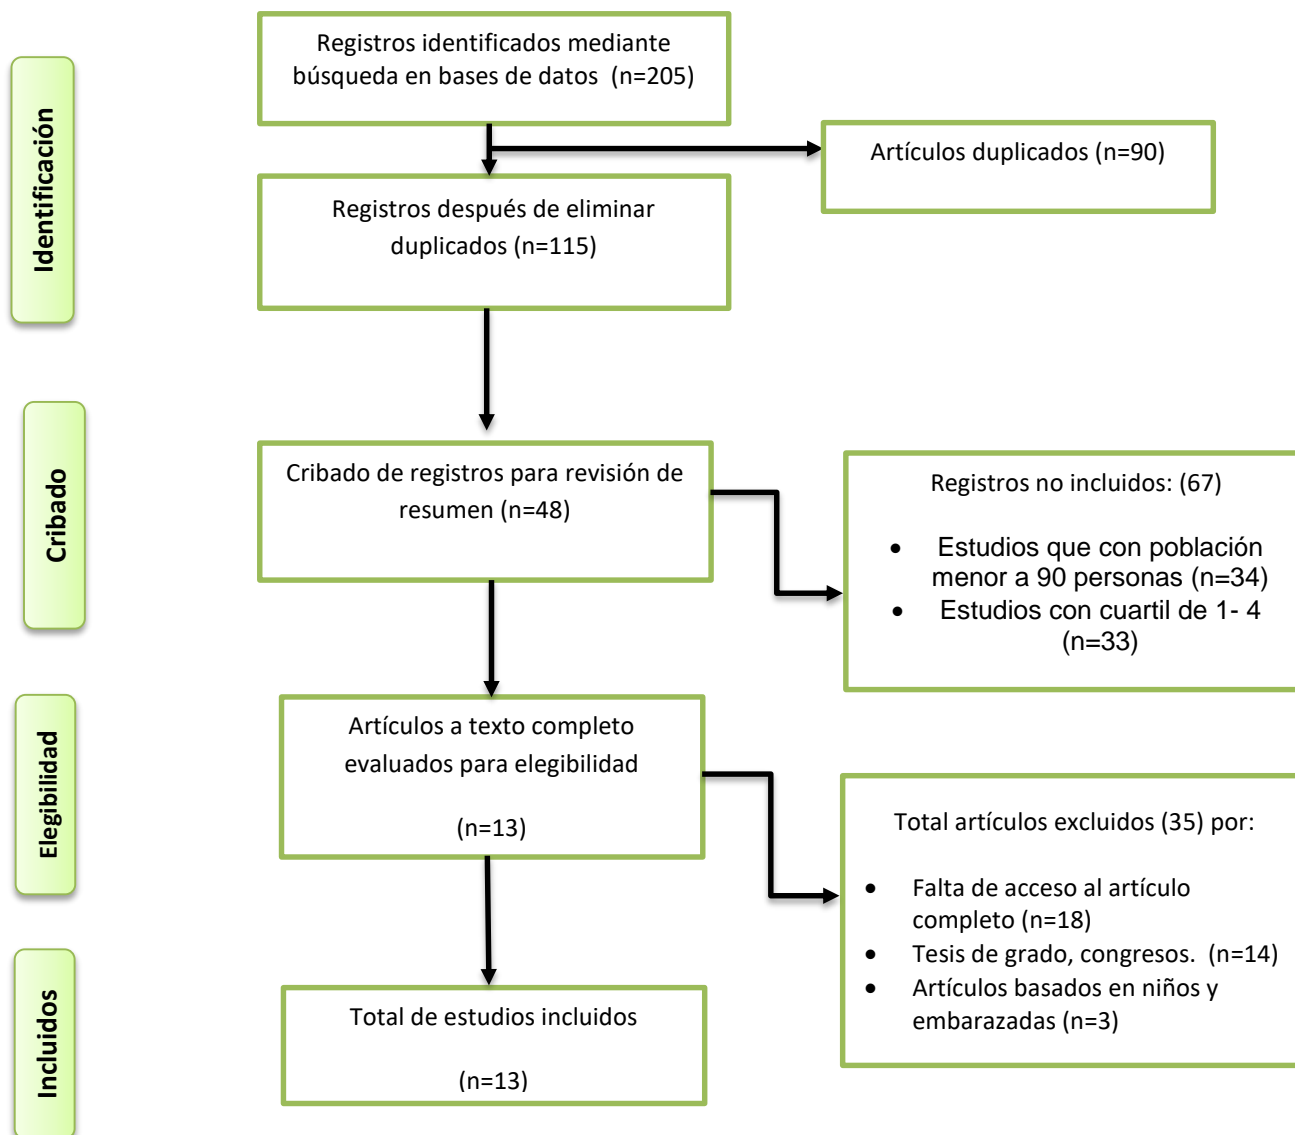 Identificación
Registros identificados mediante
búsqueda en bases de datos (n=205)
Artículos duplicados (n=90)
Registros después de eliminar
duplicados (n=115)
Cribado
Cribado de registros para revisión de
resumen (n=48)
Registros no incluidos: (67)
• Estudios que con población
menor a 90 personas (n=34)
• Estudios con cuartil de 1- 4
(n=33)
Elegibilidad
Artículos a texto completo
evaluados para elegibilidad
(n=13)
Total artículos excluidos (35) por:
• Falta de acceso al artículo
completo (n=18)
• Tesis de grado, congresos. (n=14)
• Artículos basados en niños y
embarazadas (n=3)
Incluidos
Total de estudios incluidos
(n=13)